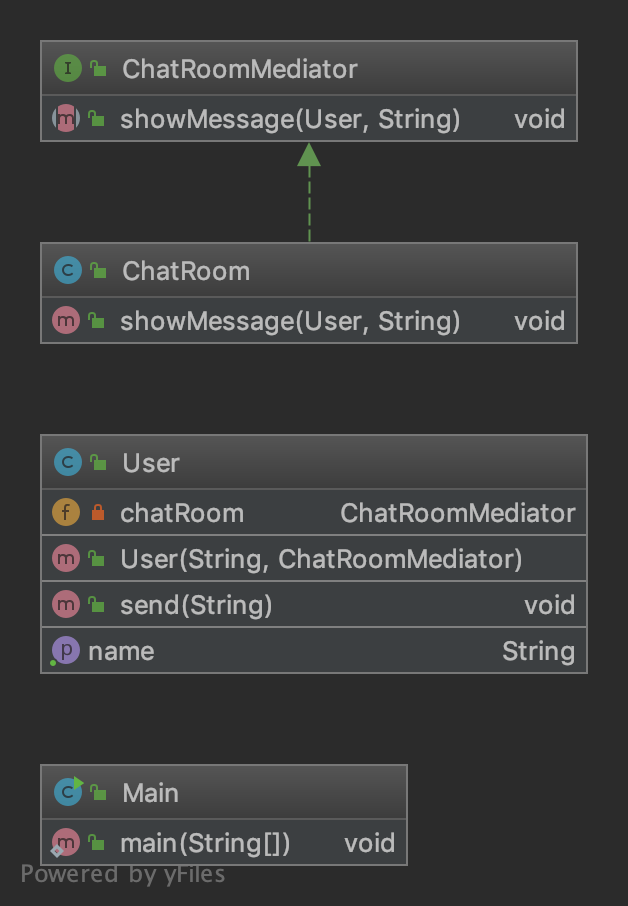 ChatRoomMediator
showMessage(User, String) void
ChatRoom
showMessage(User, String) void
User
chatRoom ChatRoomMediator
User(String, ChatRoomMediator)
send(String) void
name String
Main
main(String[]) void
Powered by yFiles